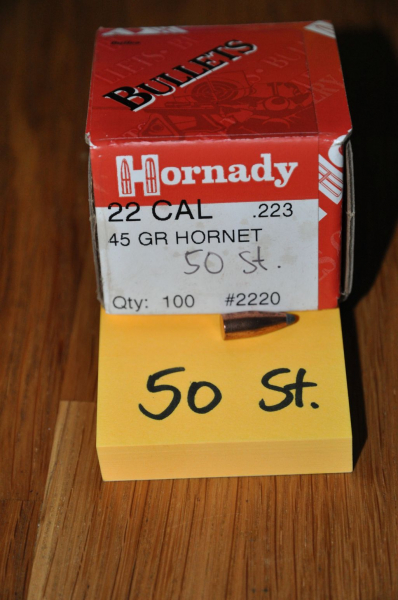 BULLETS
Hornady
22 CAL .223
45 GR HORNET
50 St.
Qty: 100 #2220
50 St.